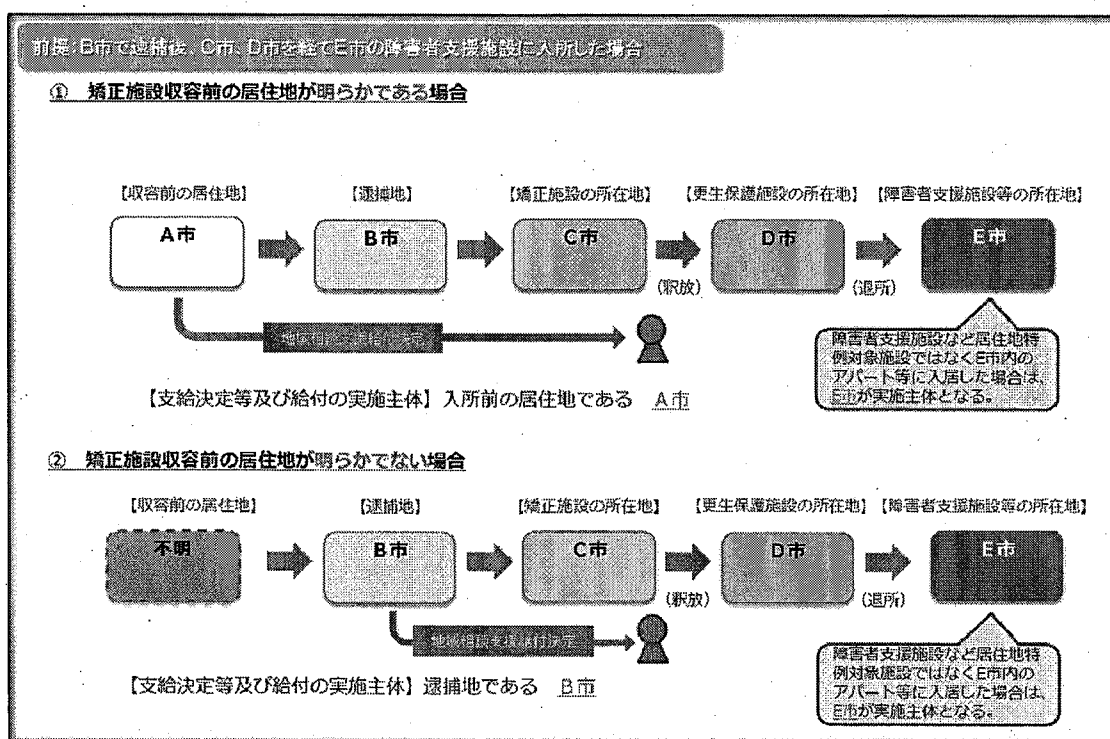 前提:B市で逮捕後、C市、D市を経てE市の障害者支援施設に入所した場合
① 矯正施設収容前の居住地が明らかである場合
【収容前の居住地】 【逮捕地】 【矯正施設の所在地】 【更生保護施設の所在地】 【障害者支援施設等の所在地】
A市 B市 C市 D市 E市
(釈放) (退所)
地域相談支援給付決定
障害者支援施設など居住地特
例対象施設ではなくE市内の
アパート等に入居した場合は、
E市が実施主体となる。
【支給決定等及び給付の実施主体】入所前の居住地である A市
② 矯正施設収容前の居住地が明らかでない場合
【収容前の居住地】 【逮捕地】 【矯正施設の所在地】 【更生保護施設の所在地】 【障害者支援施設等の所在地】
不明 B市 C市 D市 E市
(釈放) (退所)
地域相談支援給付決定
障害者支援施設など居住地特
例対象施設ではなくE市内の
アパート等に入居した場合は、
E市が実施主体となる。
【支給決定等及び給付の実施主体】逮捕地である B市